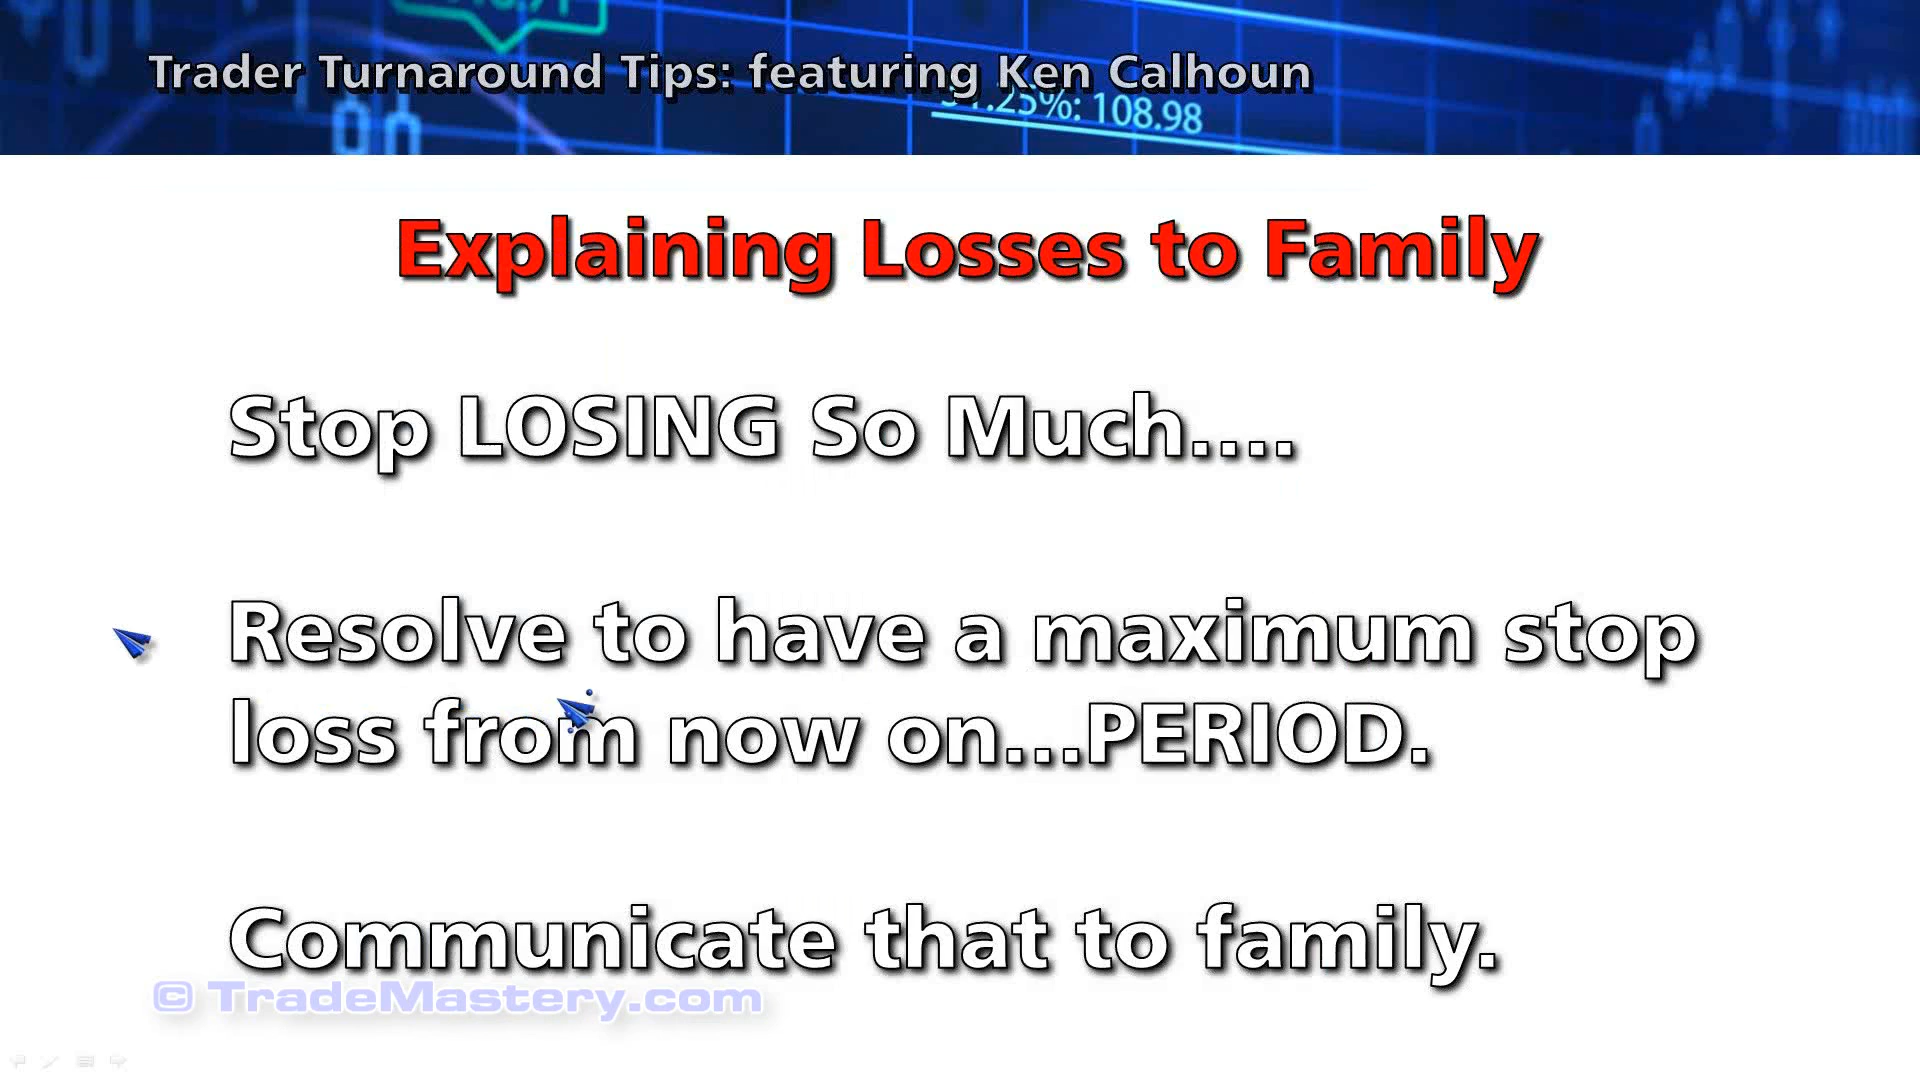 Trader Turnaround Tips: featuring Ken Calhoun
108.98
Explaining Losses to Family
Stop LOSING So Much....
Resolve to have a maximum stop
loss from now on...PERIOD.
Communicate that to family.
© TradeMastery.com